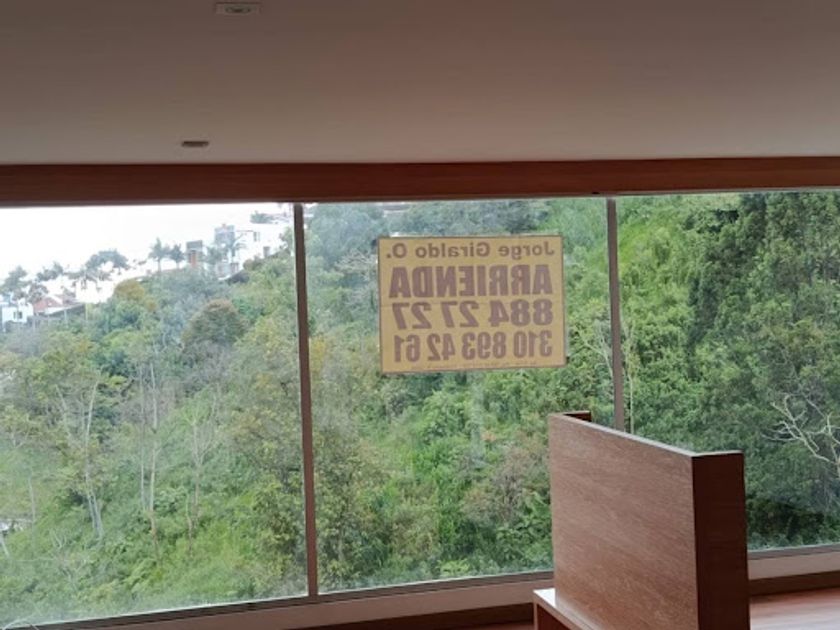 Jorge Giraldo O.
ARRIENDA
884 27 27
310 893 42 61